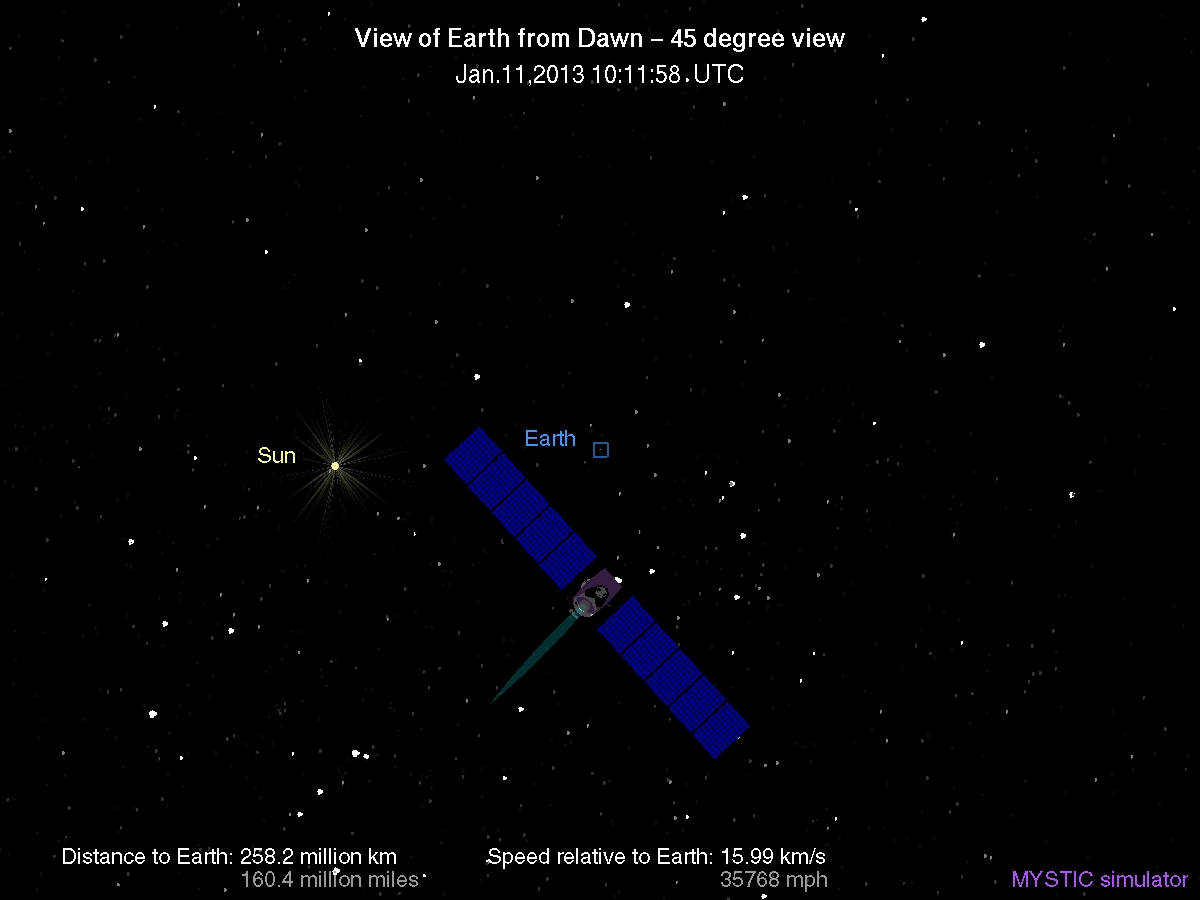 View of Earth from Dawn – 45 degree view
Jan.11,2013 10:11:58 UTC
Earth
Sun
Distance to Earth: 258.2 million km
160.4 million miles
Speed relative to Earth: 15.99 km/s
35768 mph
MYSTIC simulator